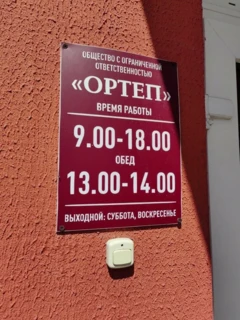 ОБЩЕСТВО С ОГРАНИЧЕННОЙ
ОТВЕТСТВЕННОСТЬЮ
«ОРТЕП»
ВРЕМЯ РАБОТЫ
9.00-18.00
ОБЕД
13.00-14.00
ВЫХОДНОЙ: СУББОТА, ВОСКРЕСЕНЬЕ